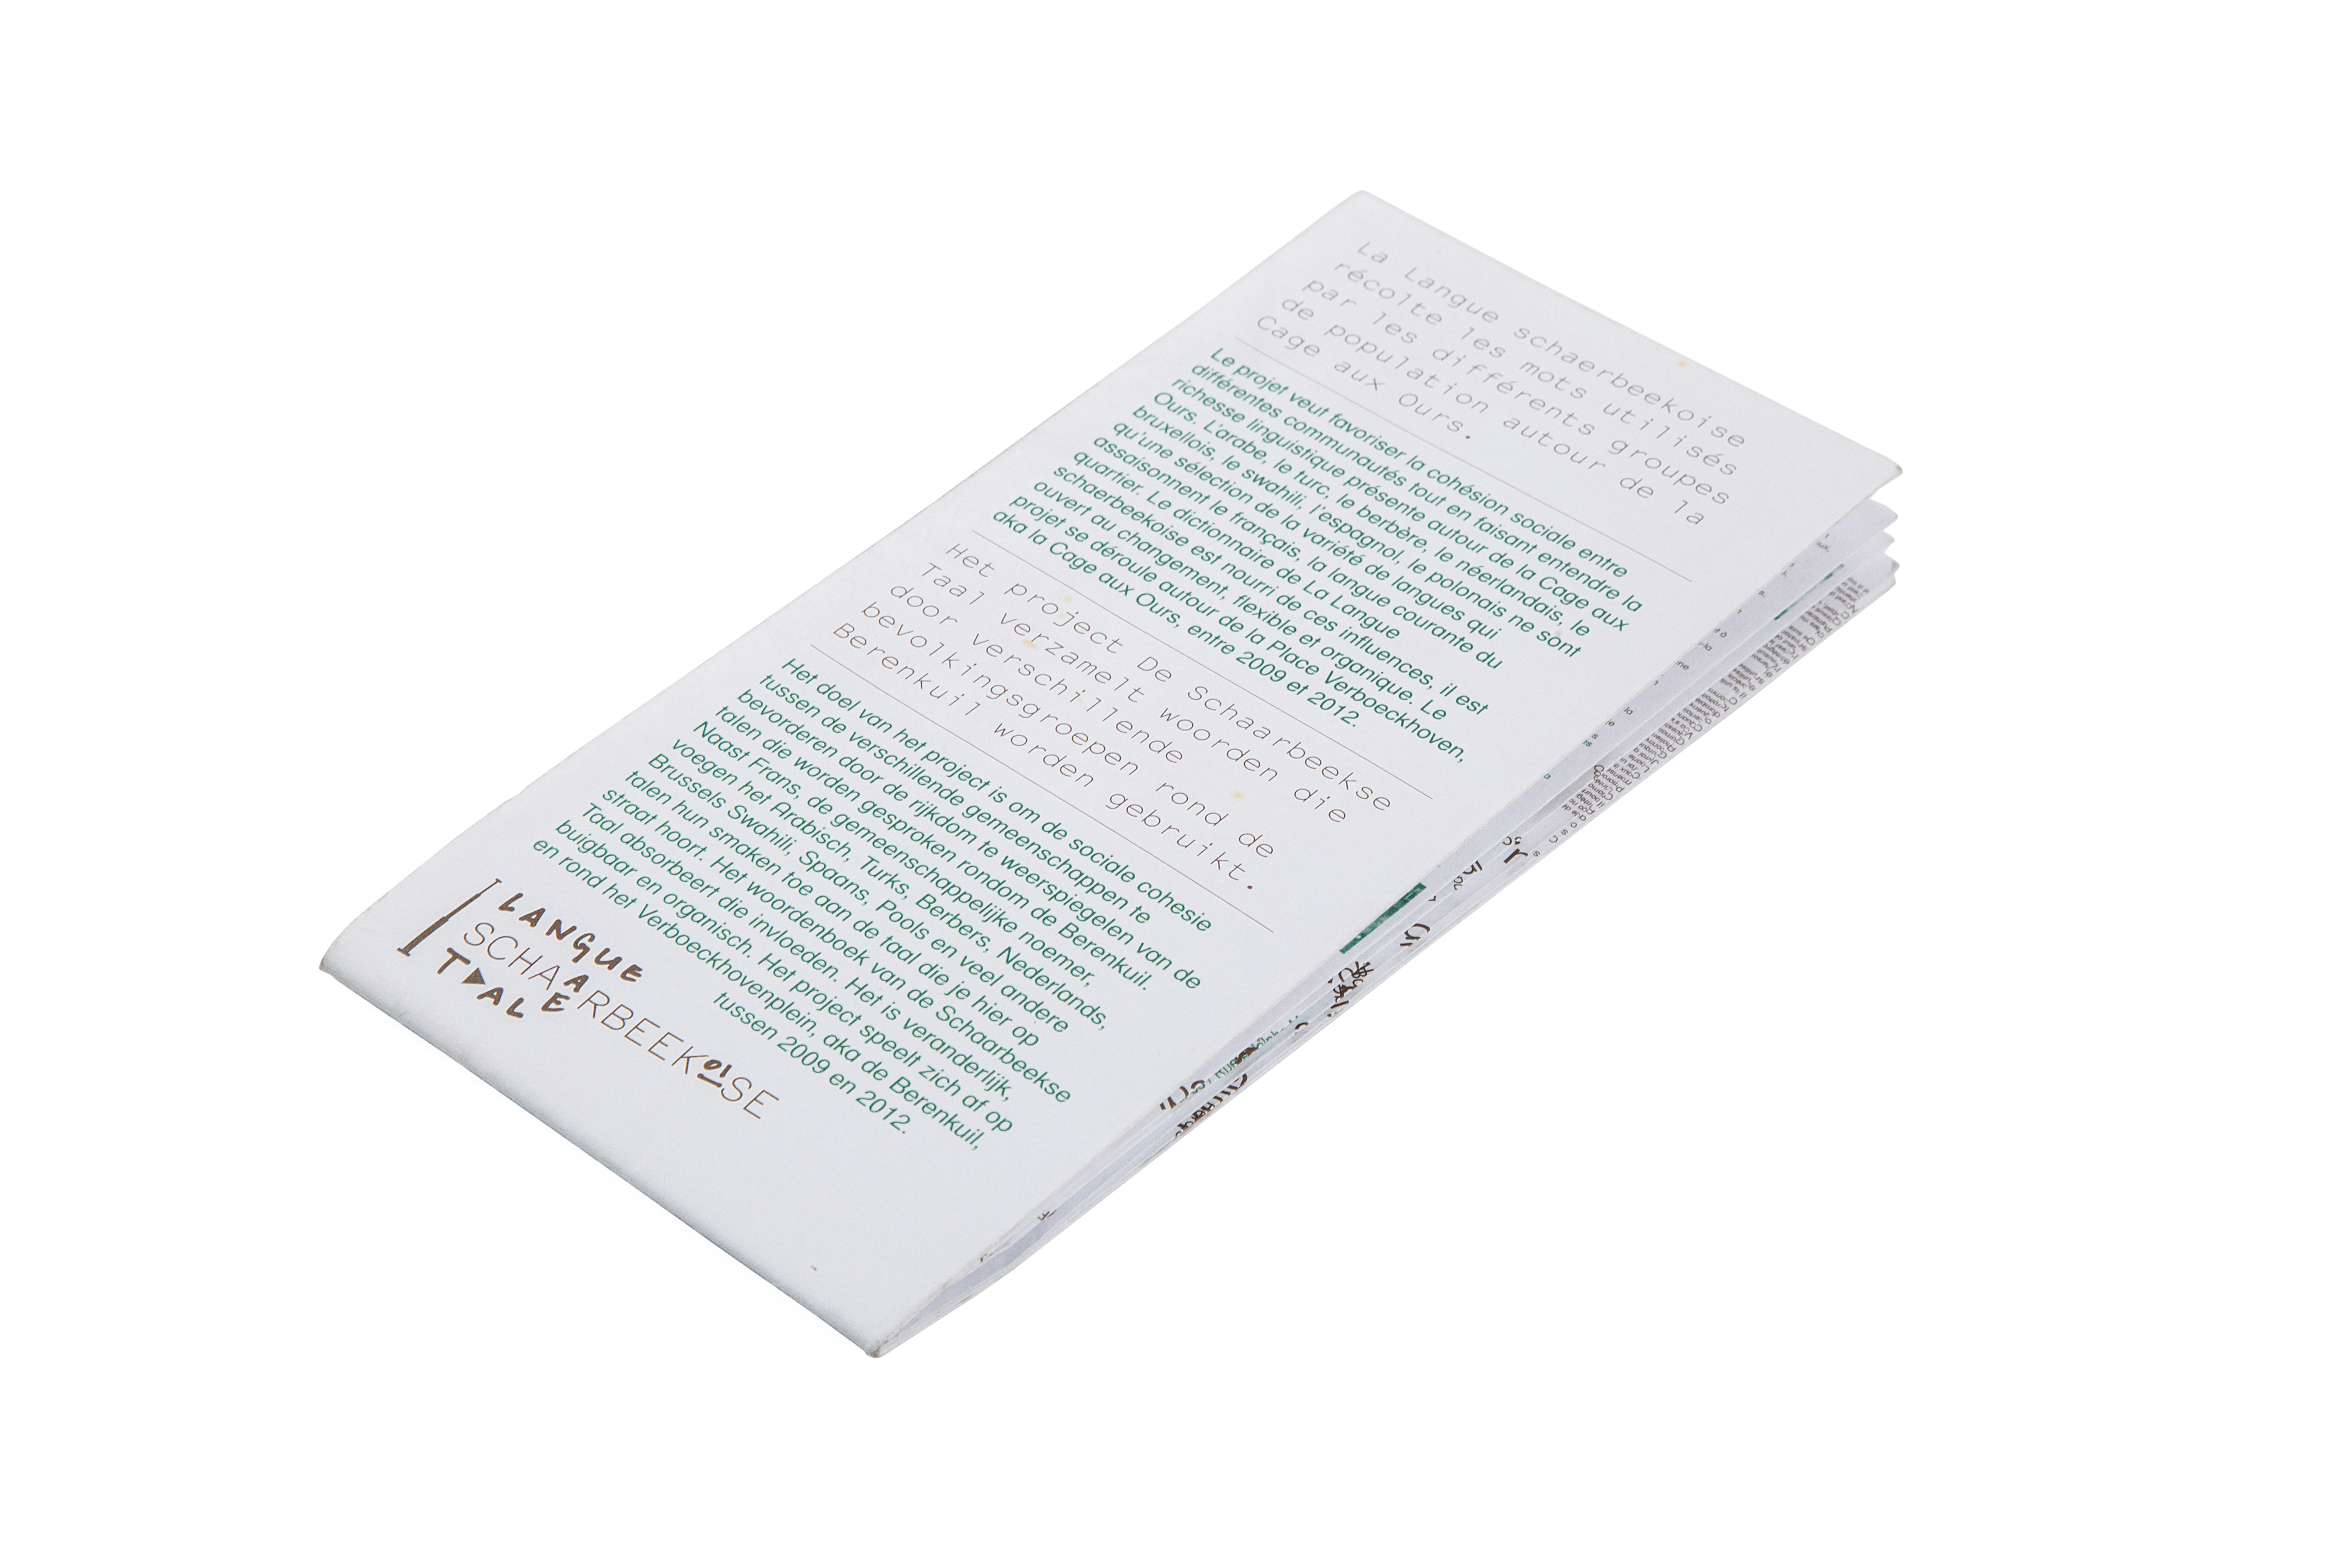 La Langue schaerbeekoise
récolte les mots utilisés
par les différents groupes
de population autour de la
Cage aux Ours.
Le projet veut favoriser la cohésion sociale entre
différentes communautés tout en faisant entendre la
richesse linguistique présente autour de la Cage aux
Ours. L'arabe, le turc, le berbère, le néerlandais, le
bruxellois, le swahili, l'espagnol, le polonais ne sont
qu'une sélection de la variété de langues qui
assaisonnent le français, la langue courante du
quartier. Le dictionnaire de La Langue
schaerbeekoise est nourri de ces influences, il est
ouvert au changement, flexible et organique. Le
projet se déroule autour de la Place Verboeckhoven,
aka la Cage aux Ours, entre 2009 et 2012.
Het project De Schaarbeekse
Taal verzamelt woorden die
door verschillende
bevolkingsgroepen rond de
Berenkuil worden gebruikt.
Het doel van het project is om de sociale cohesie
tussen de verschillende gemeenschappen te
bevorderen door de rijkdom te weerspiegelen van de
talen die worden gesproken rondom de Berenkuil.
Naast Frans, de gemeenschappelijke noemer,
voegen het Arabisch, Turks, Berbers, Nederlands,
Brussels Swahili, Spaans, Pools en veel andere
talen hun smaken toe aan de taal die je hier op
straat hoort. Het woordenboek van de Schaarbeekse
Taal absorbeert die invloeden. Het is veranderlijk,
buigbaar en organisch. Het project speelt zich af op
en rond het Verboeckhovenplein, aka de Berenkuil,
tussen 2009 en 2012.
LANGUE
SCHAARBEEKOISE
AE
TAAL